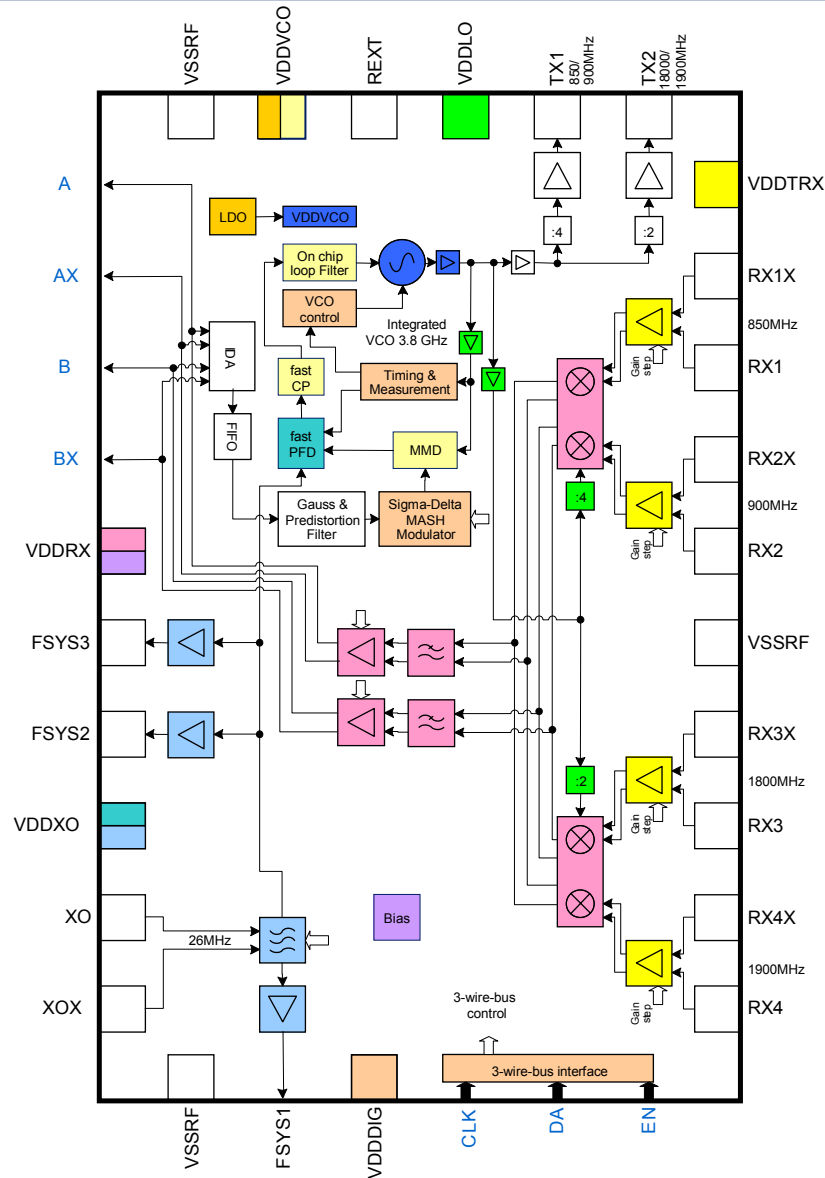 VSSRF
VDDVCO
REXT
VDDLO
TX1
850/
900MHz
TX2
18000/
1900MHz
A
VDDTRX
LDO
VDDVCO
:4
:2
On chip
loop Filter
AX
RX1X
VCO
control
Integrated
VCO 3.8 GHz
850MHz
Gain
step
IDA
B
fast
CP
Timing &
Measurement
RX1
FIFO
fast
PFD
MMD
BX
RX2X
:4
900MHz
Gauss &
Predistortion
Filter
Sigma-Delta
MASH
Modulator
Gain
step
VDDRX
RX2
FSYS3
VSSRF
FSYS2
RX3X
:2
1800MHz
Gain
step
VDDXO
RX3
XO
Bias
RX4X
26MHz
1900MHz
XOX
3-wire-bus
control
Gain
step
RX4
3-wire-bus interface
VSSRF
FSYS1
VDDDIG
CLK
DA
EN